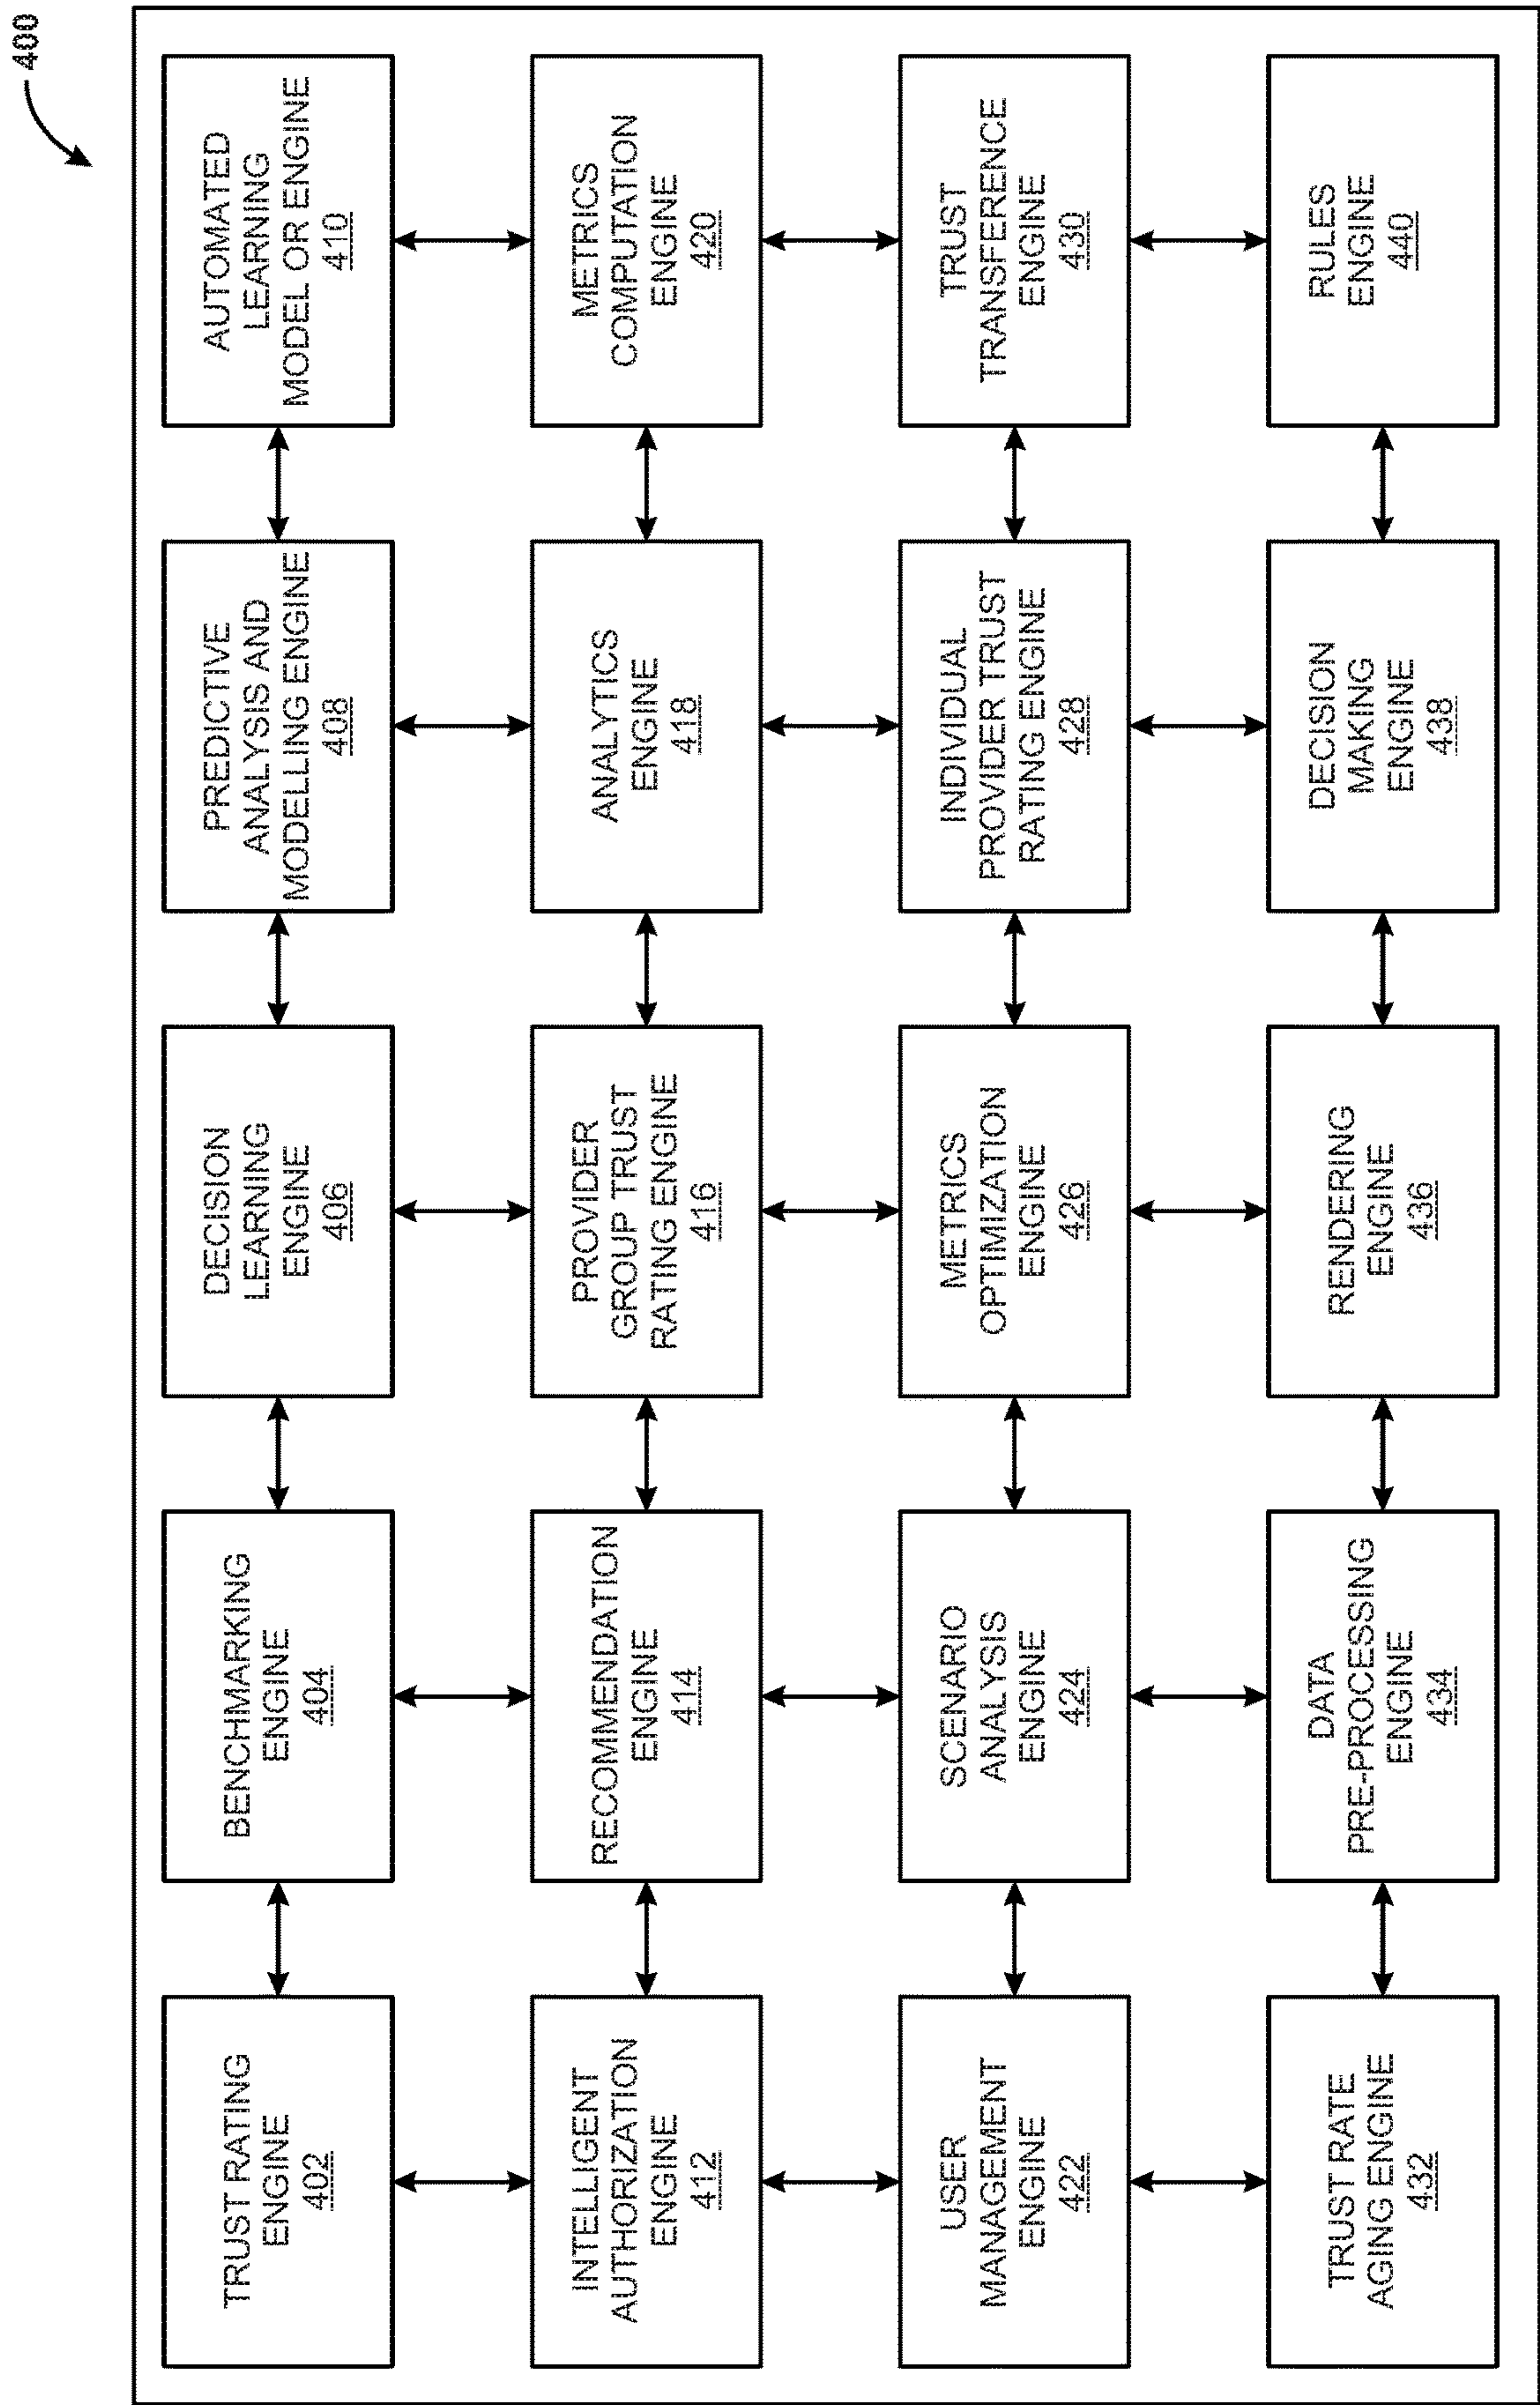 400
TRUST RATING
ENGINE
402
BENCHMARKING
ENGINE
404
DECISION
LEARNING
ENGINE
406
PREDICTIVE
ANALYSIS AND
MODELLING ENGINE
408
AUTOMATED
LEARNING
MODEL OR ENGINE
410
INTELLIGENT
AUTHORIZATION
ENGINE
412
RECOMMENDATION
ENGINE
414
PROVIDER
GROUP TRUST
RATING ENGINE
416
ANALYTICS
ENGINE
418
METRICS
COMPUTATION
ENGINE
420
USER
MANAGEMENT
ENGINE
422
SCENARIO
ANALYSIS
ENGINE
424
METRICS
OPTIMIZATION
ENGINE
426
INDIVIDUAL
PROVIDER TRUST
RATING ENGINE
428
TRUST
TRANSFERENCE
ENGINE
430
TRUST RATE
AGING ENGINE
432
DATA
PRE-PROCESSING
ENGINE
434
RENDERING
ENGINE
436
DECISION
MAKING
ENGINE
438
RULES
ENGINE
440